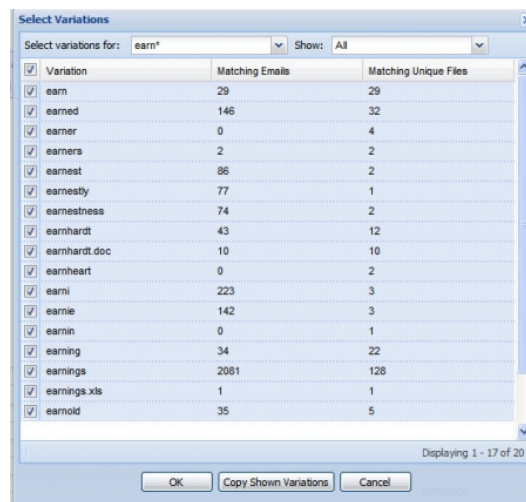 Select Variations
Select variations for: earn* Show: All
Variation Matching Emails Matching Unique Files
earn 29 29
earned 146 32
earner 0 4
earners 2 2
earnest 86 2
earnestly 77 1
earnestness 74 2
earnhardt 43 12
earnhardt.doc 10 10
earnheart 0 2
earni 223 3
earnie 142 3
earnin 0 1
earning 34 22
earnings 2081 128
earnings.xls 1 1
earnold 35 5
Displaying 1 - 17 of 20
OK Copy Shown Variations Cancel